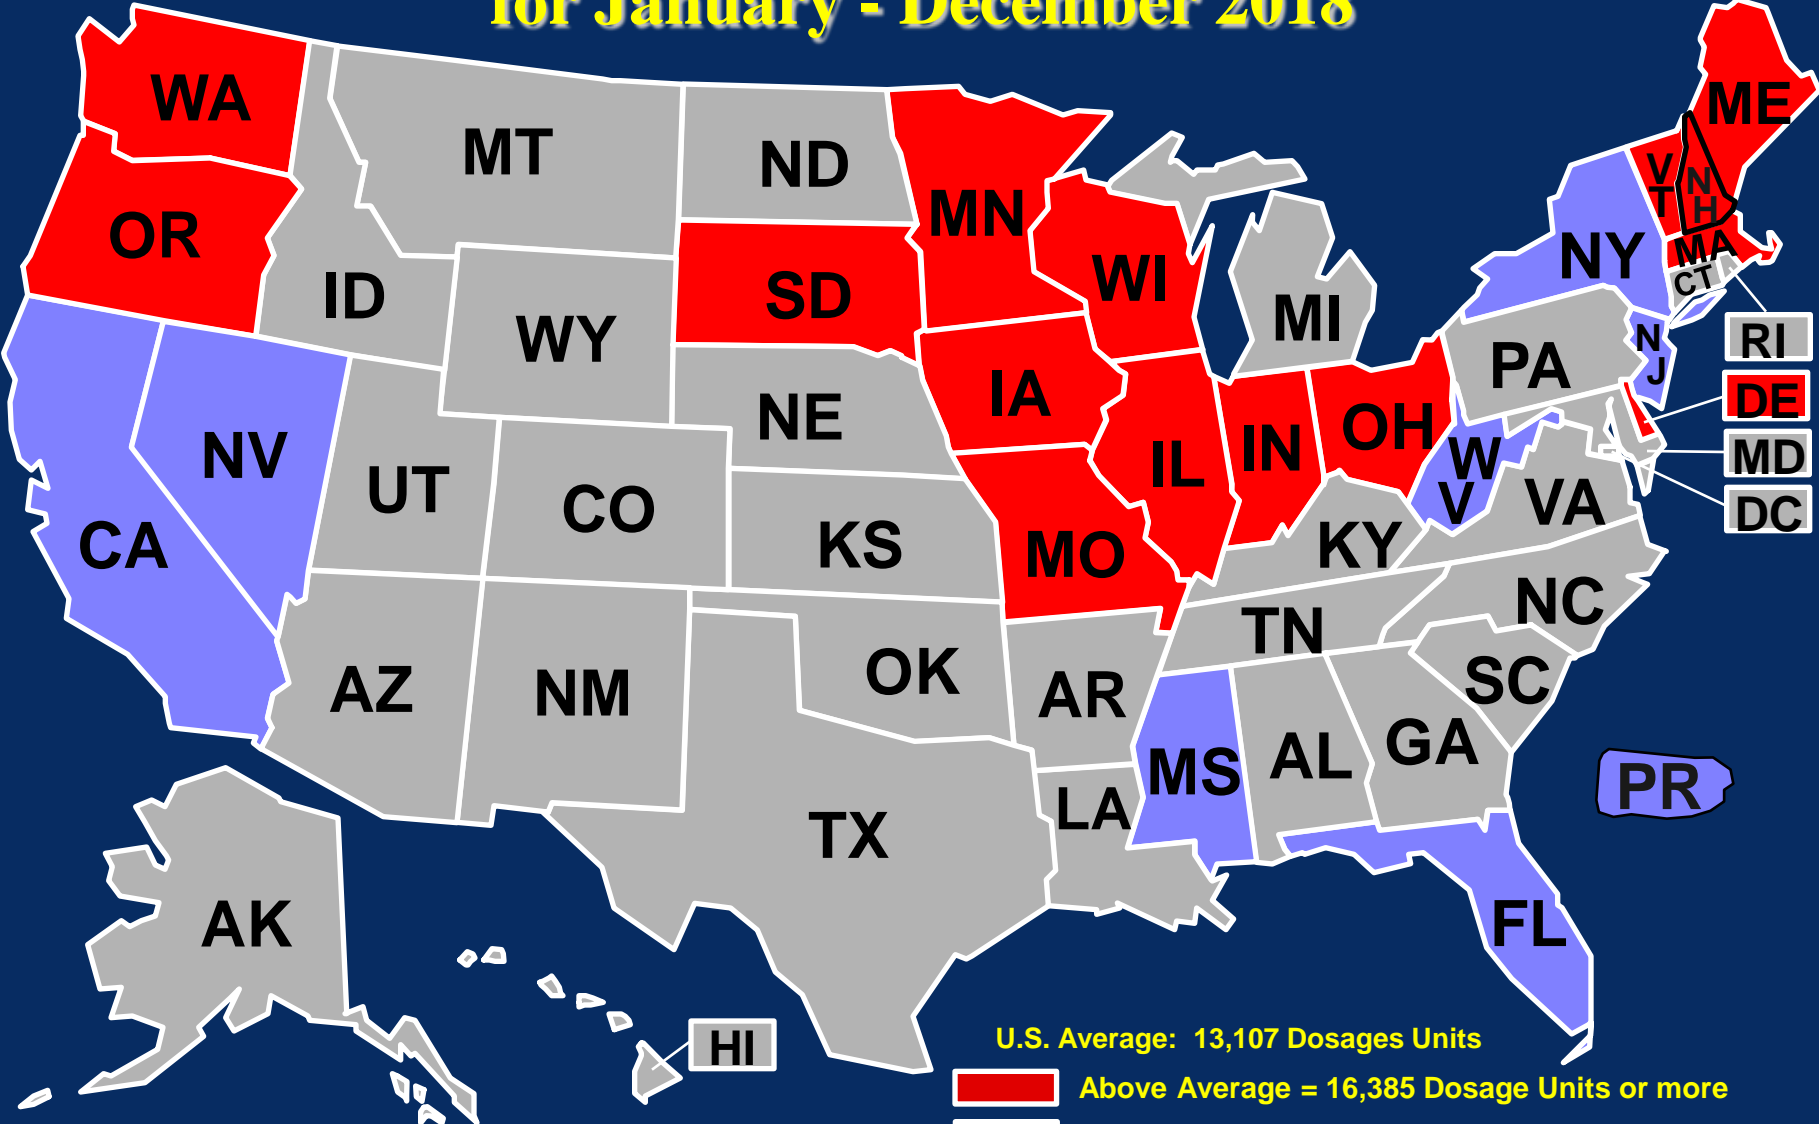 for January - December 2018
WA
MT
ND
MN
ME
VT
NH
OR
ID
SD
WI
NY
MA
CT
WY
MI
RI
IA
PA
NJ
DE
NE
OH
NV
IL
IN
WV
MD
UT
CO
VA
DC
CA
KS
MO
KY
NC
TN
AZ
NM
OK
AR
SC
MS
AL
GA
PR
LA
TX
AK
FL
HI
U.S. Average: 13,107 Dosages Units
Above Average = 16,385 Dosage Units or more